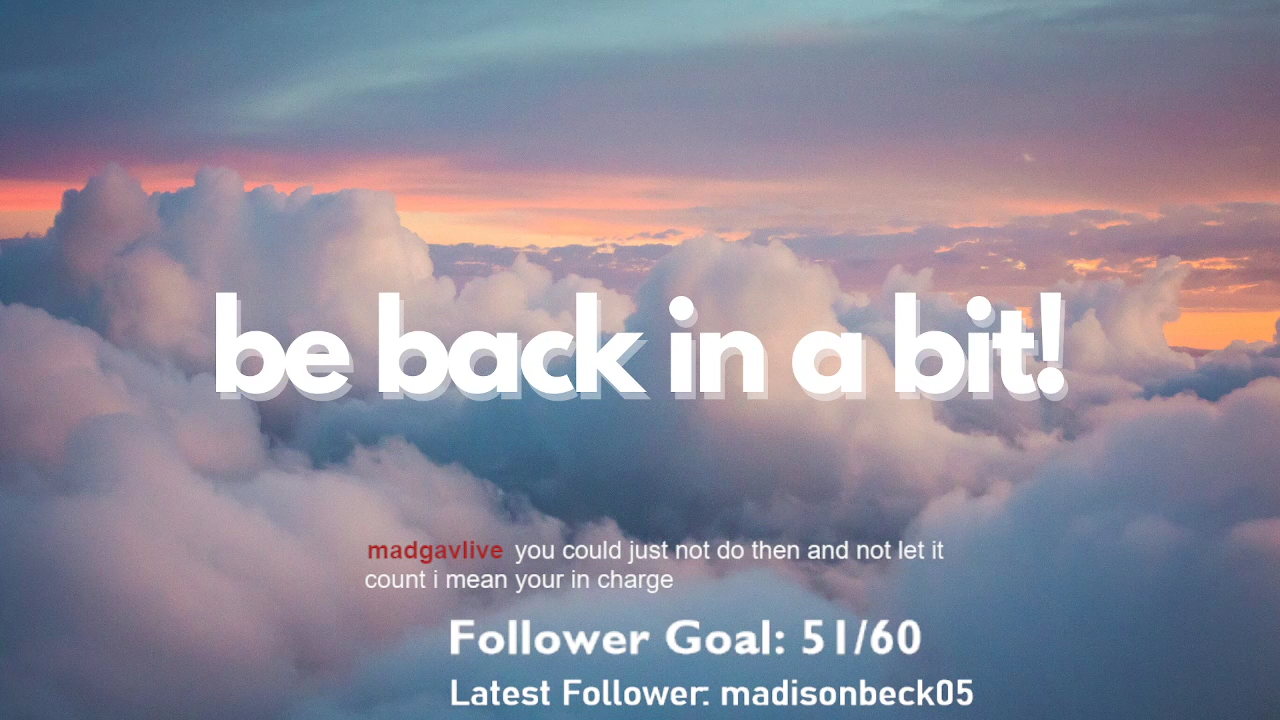 be back in a bit!
madgavlive you could just not do then and not let it
count i mean your in charge
Follower Goal: 51/60
Latest Follower: madisonbeck05